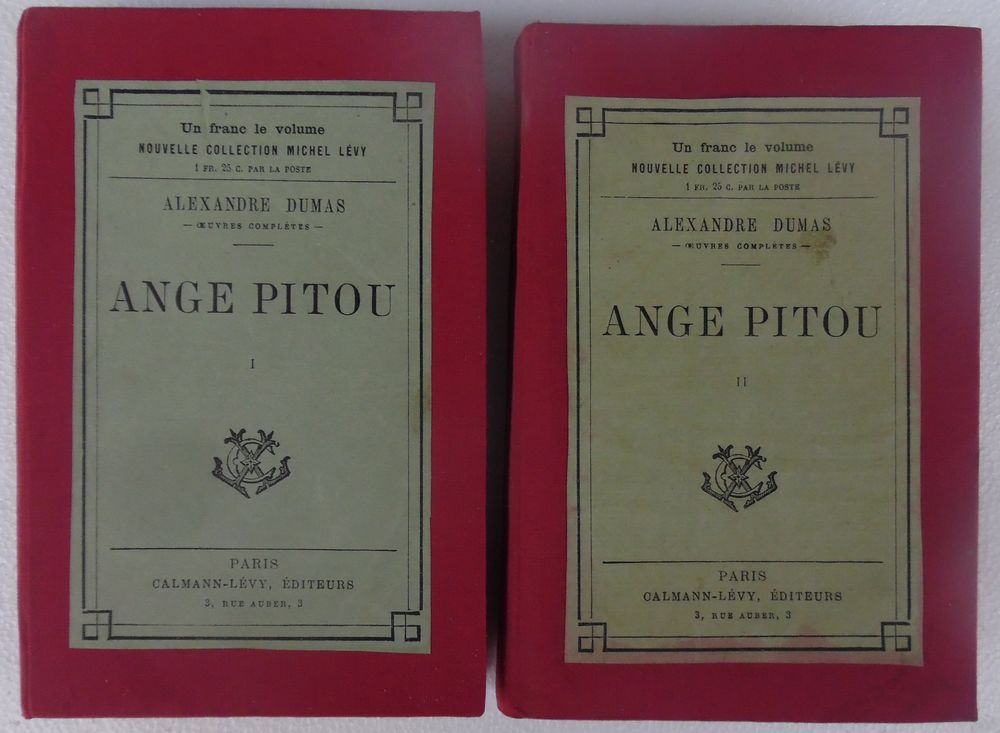 Un franc le volume
NOUVELLE COLLECTION MICHEL LÉVY
1 FR. 25 C. PAR LA POSTE
ALEXANDRE DUMAS
— ŒUVRES COMPLÈTES —
ANGE PITOU
I
PARIS
CALMANN-LÉVY, ÉDITEURS
3, RUE AUBER, 3
Un franc le volume
NOUVELLE COLLECTION MICHEL LÉVY
1 FR. 25 C. PAR LA POSTE
ALEXANDRE DUMAS
— ŒUVRES COMPLÈTES —
ANGE PITOU
II
PARIS
CALMANN-LÉVY, ÉDITEURS
3, RUE AUBER, 3